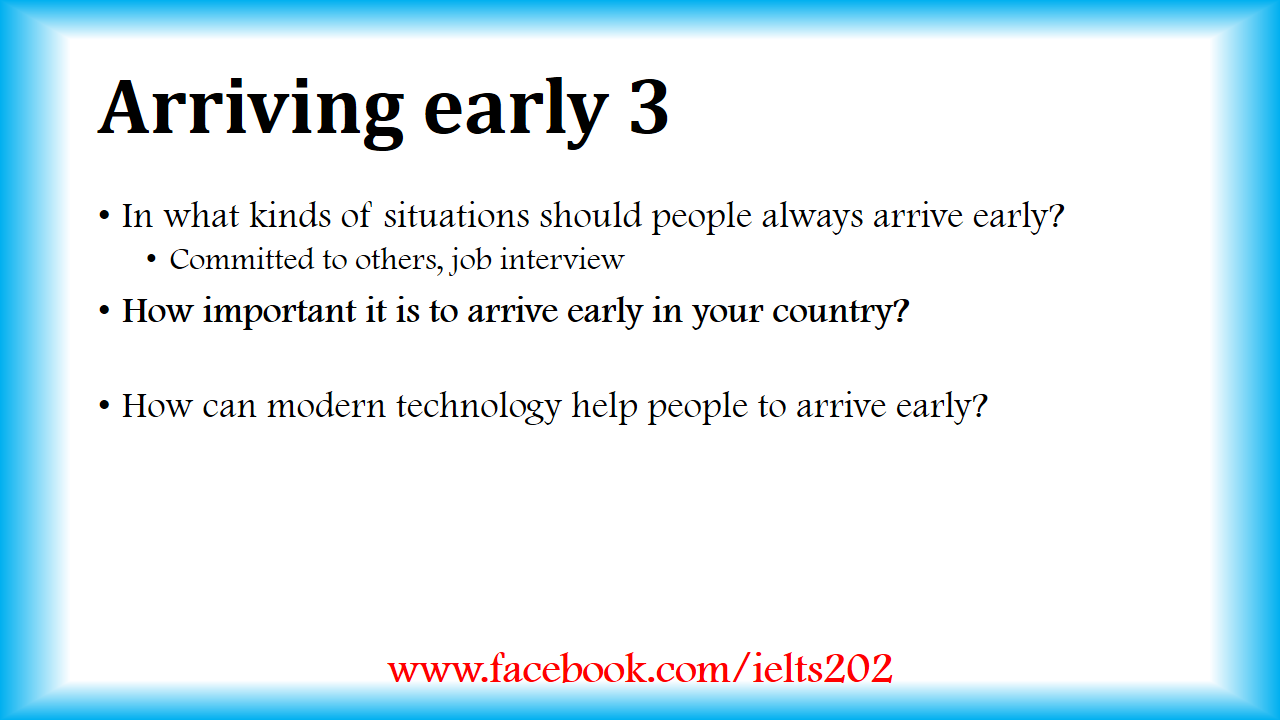 Arriving early 3
• In what kinds of situations should people always arrive early?
• Committed to others, job interview
• How important it is to arrive early in your country?
• How can modern technology help people to arrive early?
www.facebook.com/ielts202